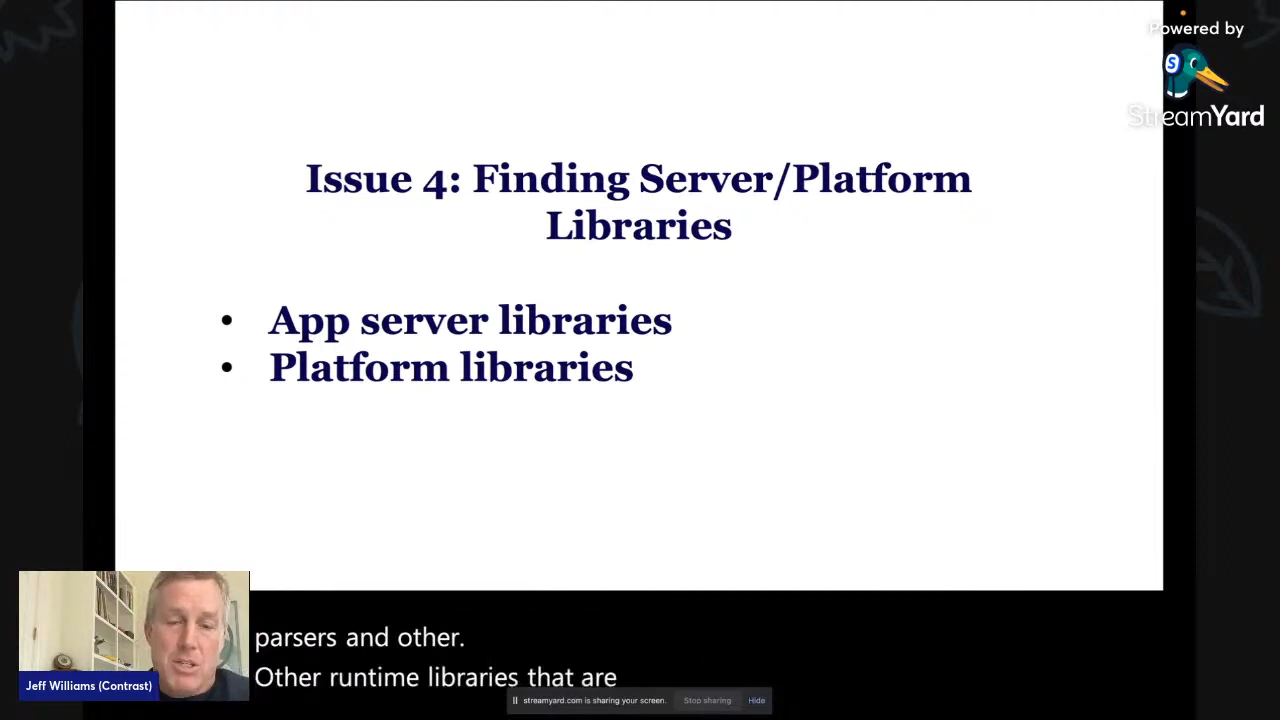 Powered by
StreamYard
Issue 4: Finding Server/Platform
Libraries
• App server libraries
• Platform libraries
parsers and other.
Other runtime libraries that are
Jeff Williams (Contrast)
streamyard.com is sharing your screen. Stop sharing Hide